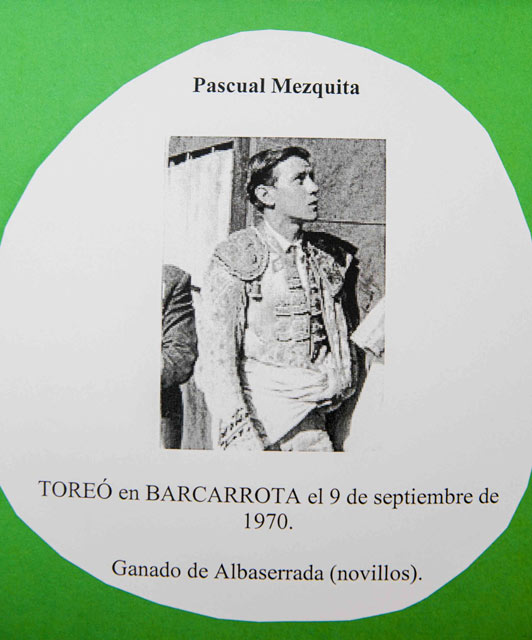 Pascual Mezquita
TOREÓ en BARCARROTA el 9 de septiembre de
1970.
Ganado de Albaserrada (novillos).